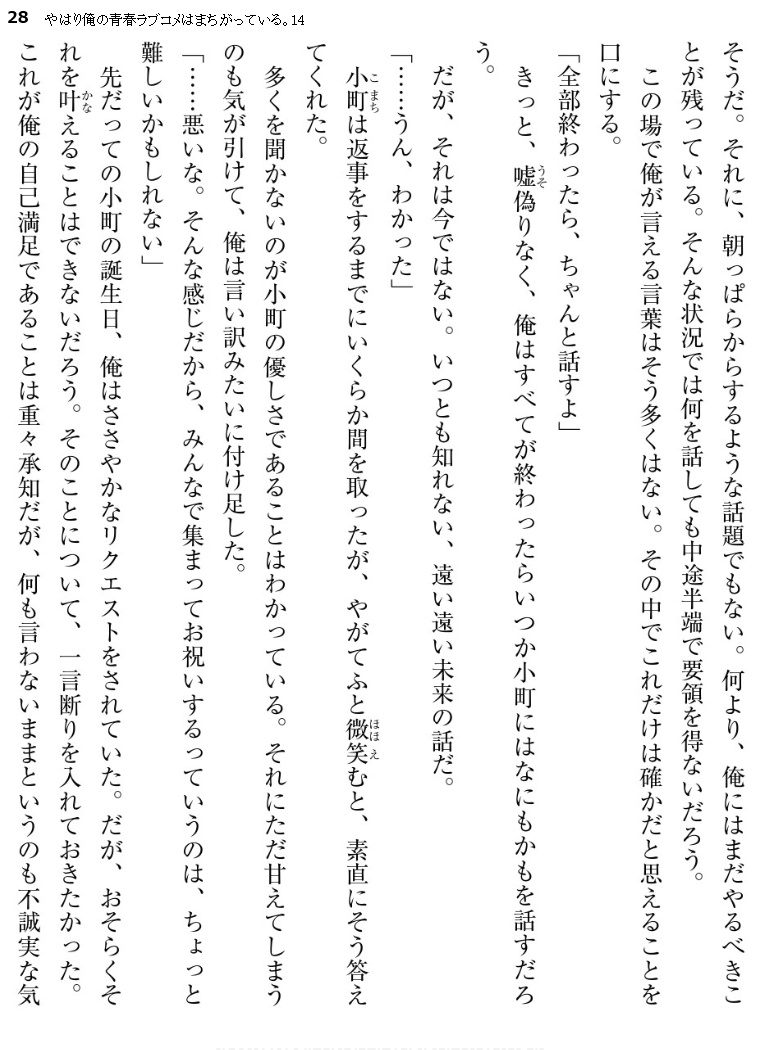 28 やはり俺の青春ラブコメはまちがっている。14
そうだ。それに、朝っぱらからするような話題でもない。何より、俺にはまだやるべきこ
とが残っている。そんな状況では何を話しても中途半端で要領を得ないだろう。
この場で俺が言える言葉はそう多くはない。その中でこれだけは確かだと思えることを
口にする。
「全部終わったら、ちゃんと話すよ」
きっと、嘘偽りなく、俺はすべてが終わったらいつか小町にはなにもかもを話すだろ
う。
だが、それは今ではない。いつとも知れない、遠い遠い未来の話だ。
「……うん、わかった」
小町は返事をするまでにいくらか間を取ったが、やがてふと微笑むと、素直にそう答え
てくれた。
多くを聞かないのが小町の優しさであることはわかっている。それにただ甘えてしまう
のも気が引けて、俺は言い訳みたいに付け足した。
「……悪いな。そんな感じだから、みんなで集まってお祝いするっていうのは、ちょっと
難しいかもしれない」
先だっての小町の誕生日、俺はささやかなリクエストをされていた。だが、おそらくそ
れを叶えることはできないだろう。そのことについて、一言断りを入れておきたかった。
これが俺の自己満足であることは重々承知だが、何も言わないままというのも不誠実な気